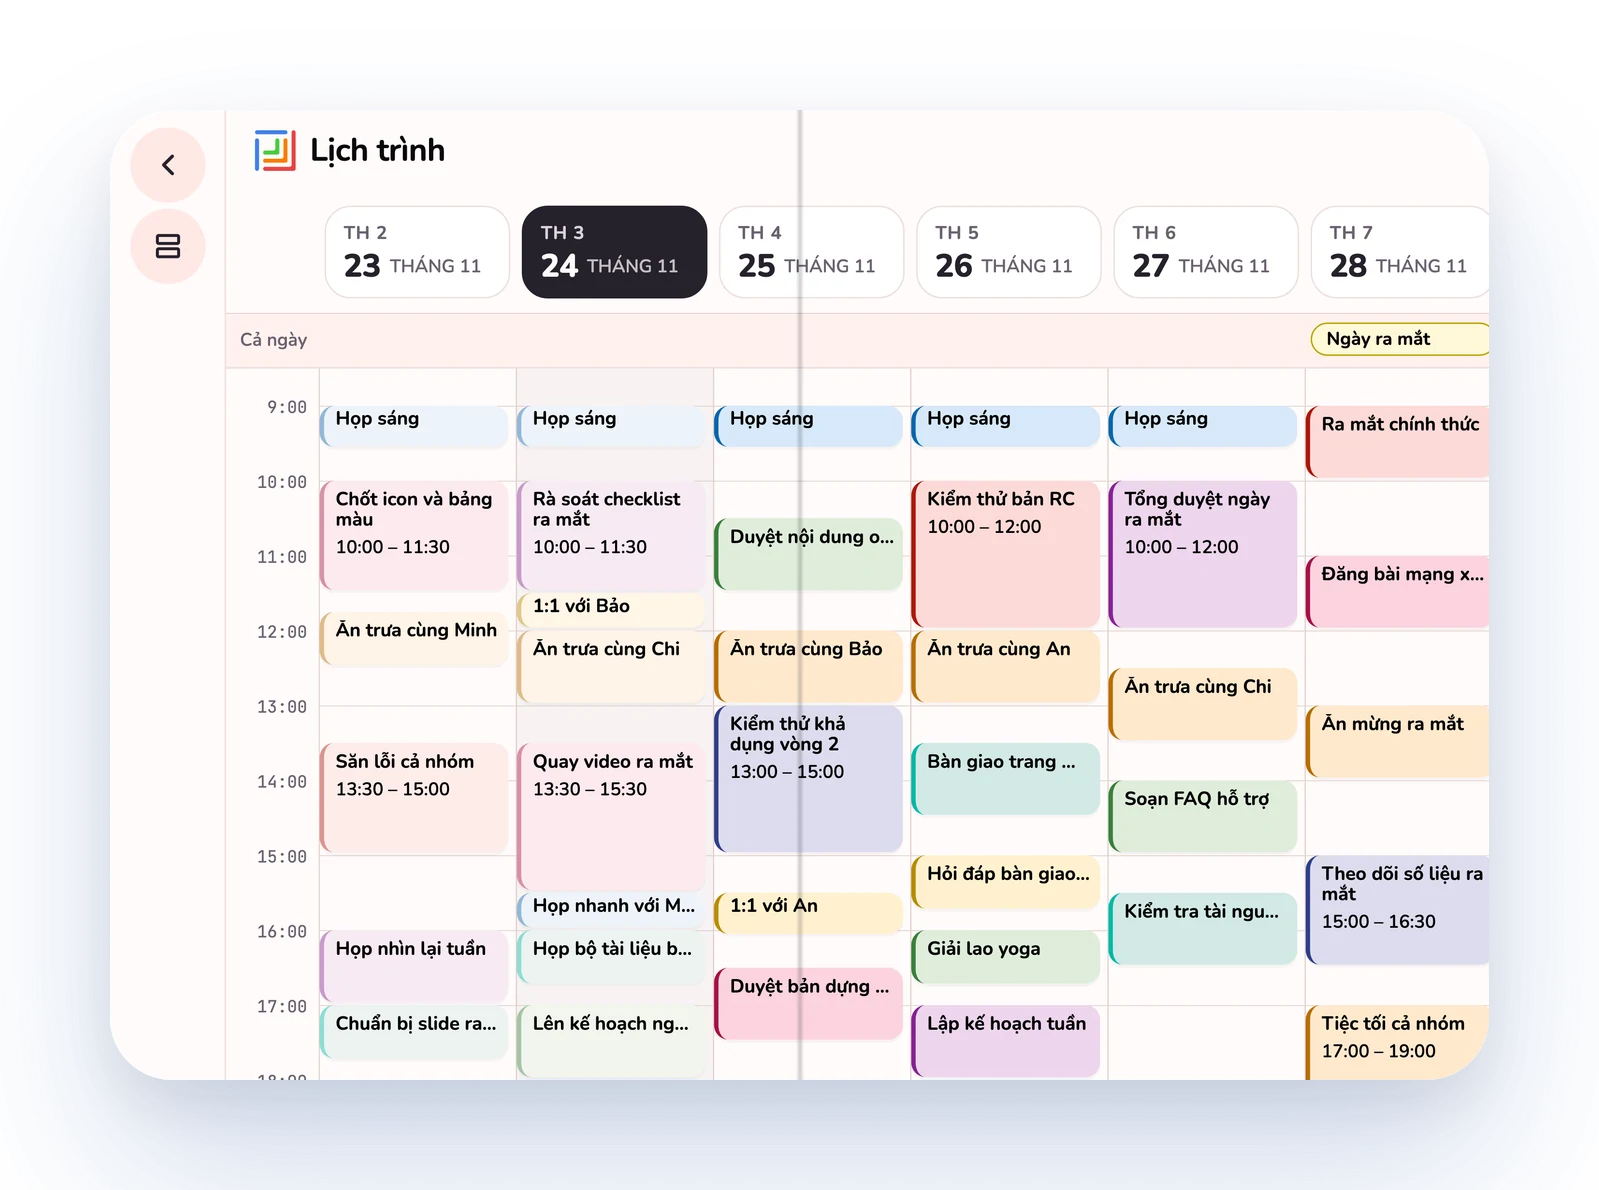 Lịch trình
TH 2
23 THÁNG 11
TH 3
24 THÁNG 11
TH 4
25 THÁNG 11
TH 5
26 THÁNG 11
TH 6
27 THÁNG 11
TH 7
28 THÁNG 11
Cả ngày
Ngày ra mắt
9:00
10:00
11:00
12:00
13:00
14:00
15:00
16:00
17:00
Họp sáng
Chốt icon và bảng
màu
10:00 – 11:30
Ăn trưa cùng Minh
Săn lỗi cả nhóm
13:30 – 15:00
Họp nhìn lại tuần
Chuẩn bị slide ra...
Họp sáng
Rà soát checklist
ra mắt
10:00 – 11:30
1:1 với Bảo
Ăn trưa cùng Chi
Quay video ra mắt
13:30 – 15:30
Họp nhanh với M...
Họp bộ tài liệu b...
Lên kế hoạch ng...
Họp sáng
Duyệt nội dung o...
Ăn trưa cùng Bảo
Kiểm thử khả
dụng vòng 2
13:00 – 15:00
1:1 với An
Duyệt bản dựng ...
Họp sáng
Kiểm thử bản RC
10:00 – 12:00
Ăn trưa cùng An
Bàn giao trang ...
Hỏi đáp bàn giao...
Giải lao yoga
Lập kế hoạch tuần
Họp sáng
Tổng duyệt ngày
ra mắt
10:00 – 12:00
Ăn trưa cùng Chi
Soạn FAQ hỗ trợ
Kiểm tra tài ngu...
Ra mắt chính thức
Đăng bài mạng x...
Ăn mừng ra mắt
Theo dõi số liệu ra
mắt
15:00 – 16:30
Tiệc tối cả nhóm
17:00 – 19:00